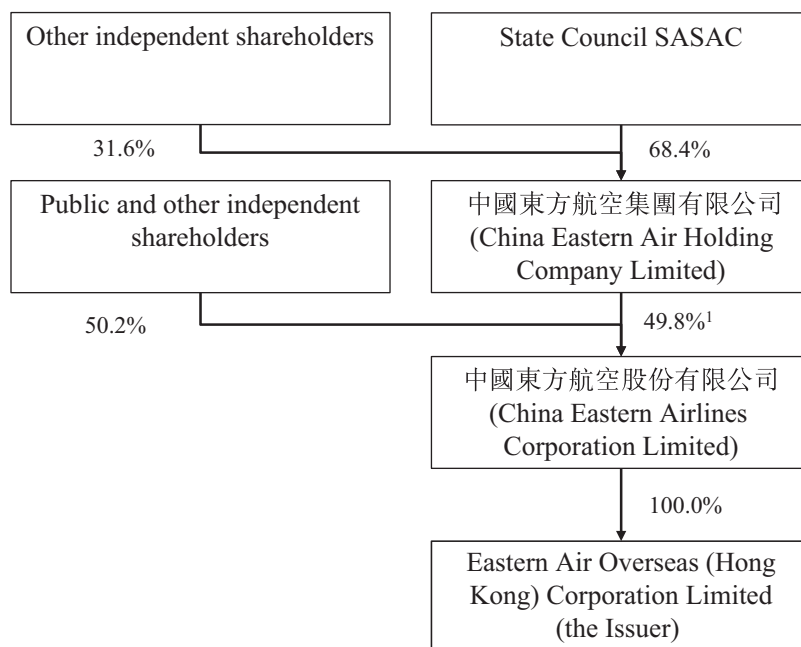 Other independent shareholders
State Council SASAC
31.6%
68.4%
Public and other independent
shareholders
中國東方航空集團有限公司
(China Eastern Air Holding
Company Limited)
50.2%
49.8%¹
中國東方航空股份有限公司
(China Eastern Airlines
Corporation Limited)
100.0%
Eastern Air Overseas (Hong
Kong) Corporation Limited
(the Issuer)